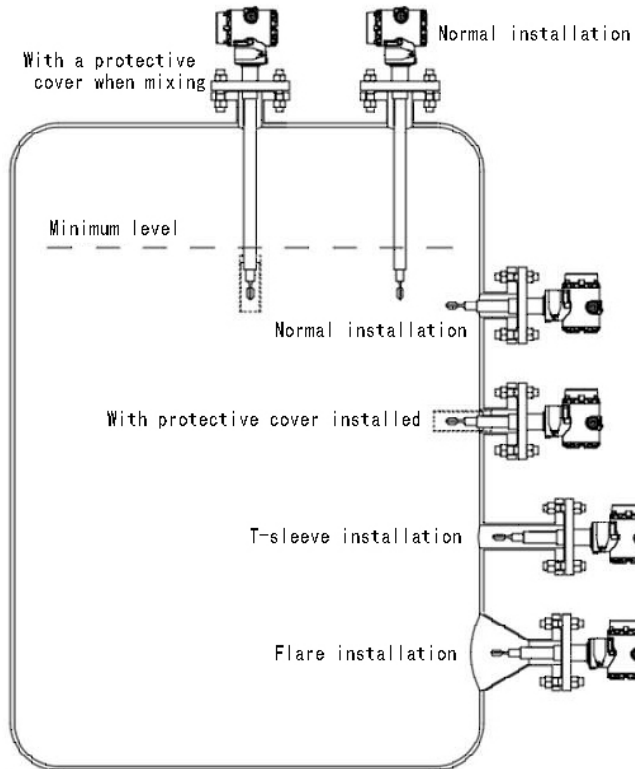 Normal installation
With a protective
cover when mixing
Minimum level
Normal installation
With protective cover installed
T-sleeve installation
Flare installation